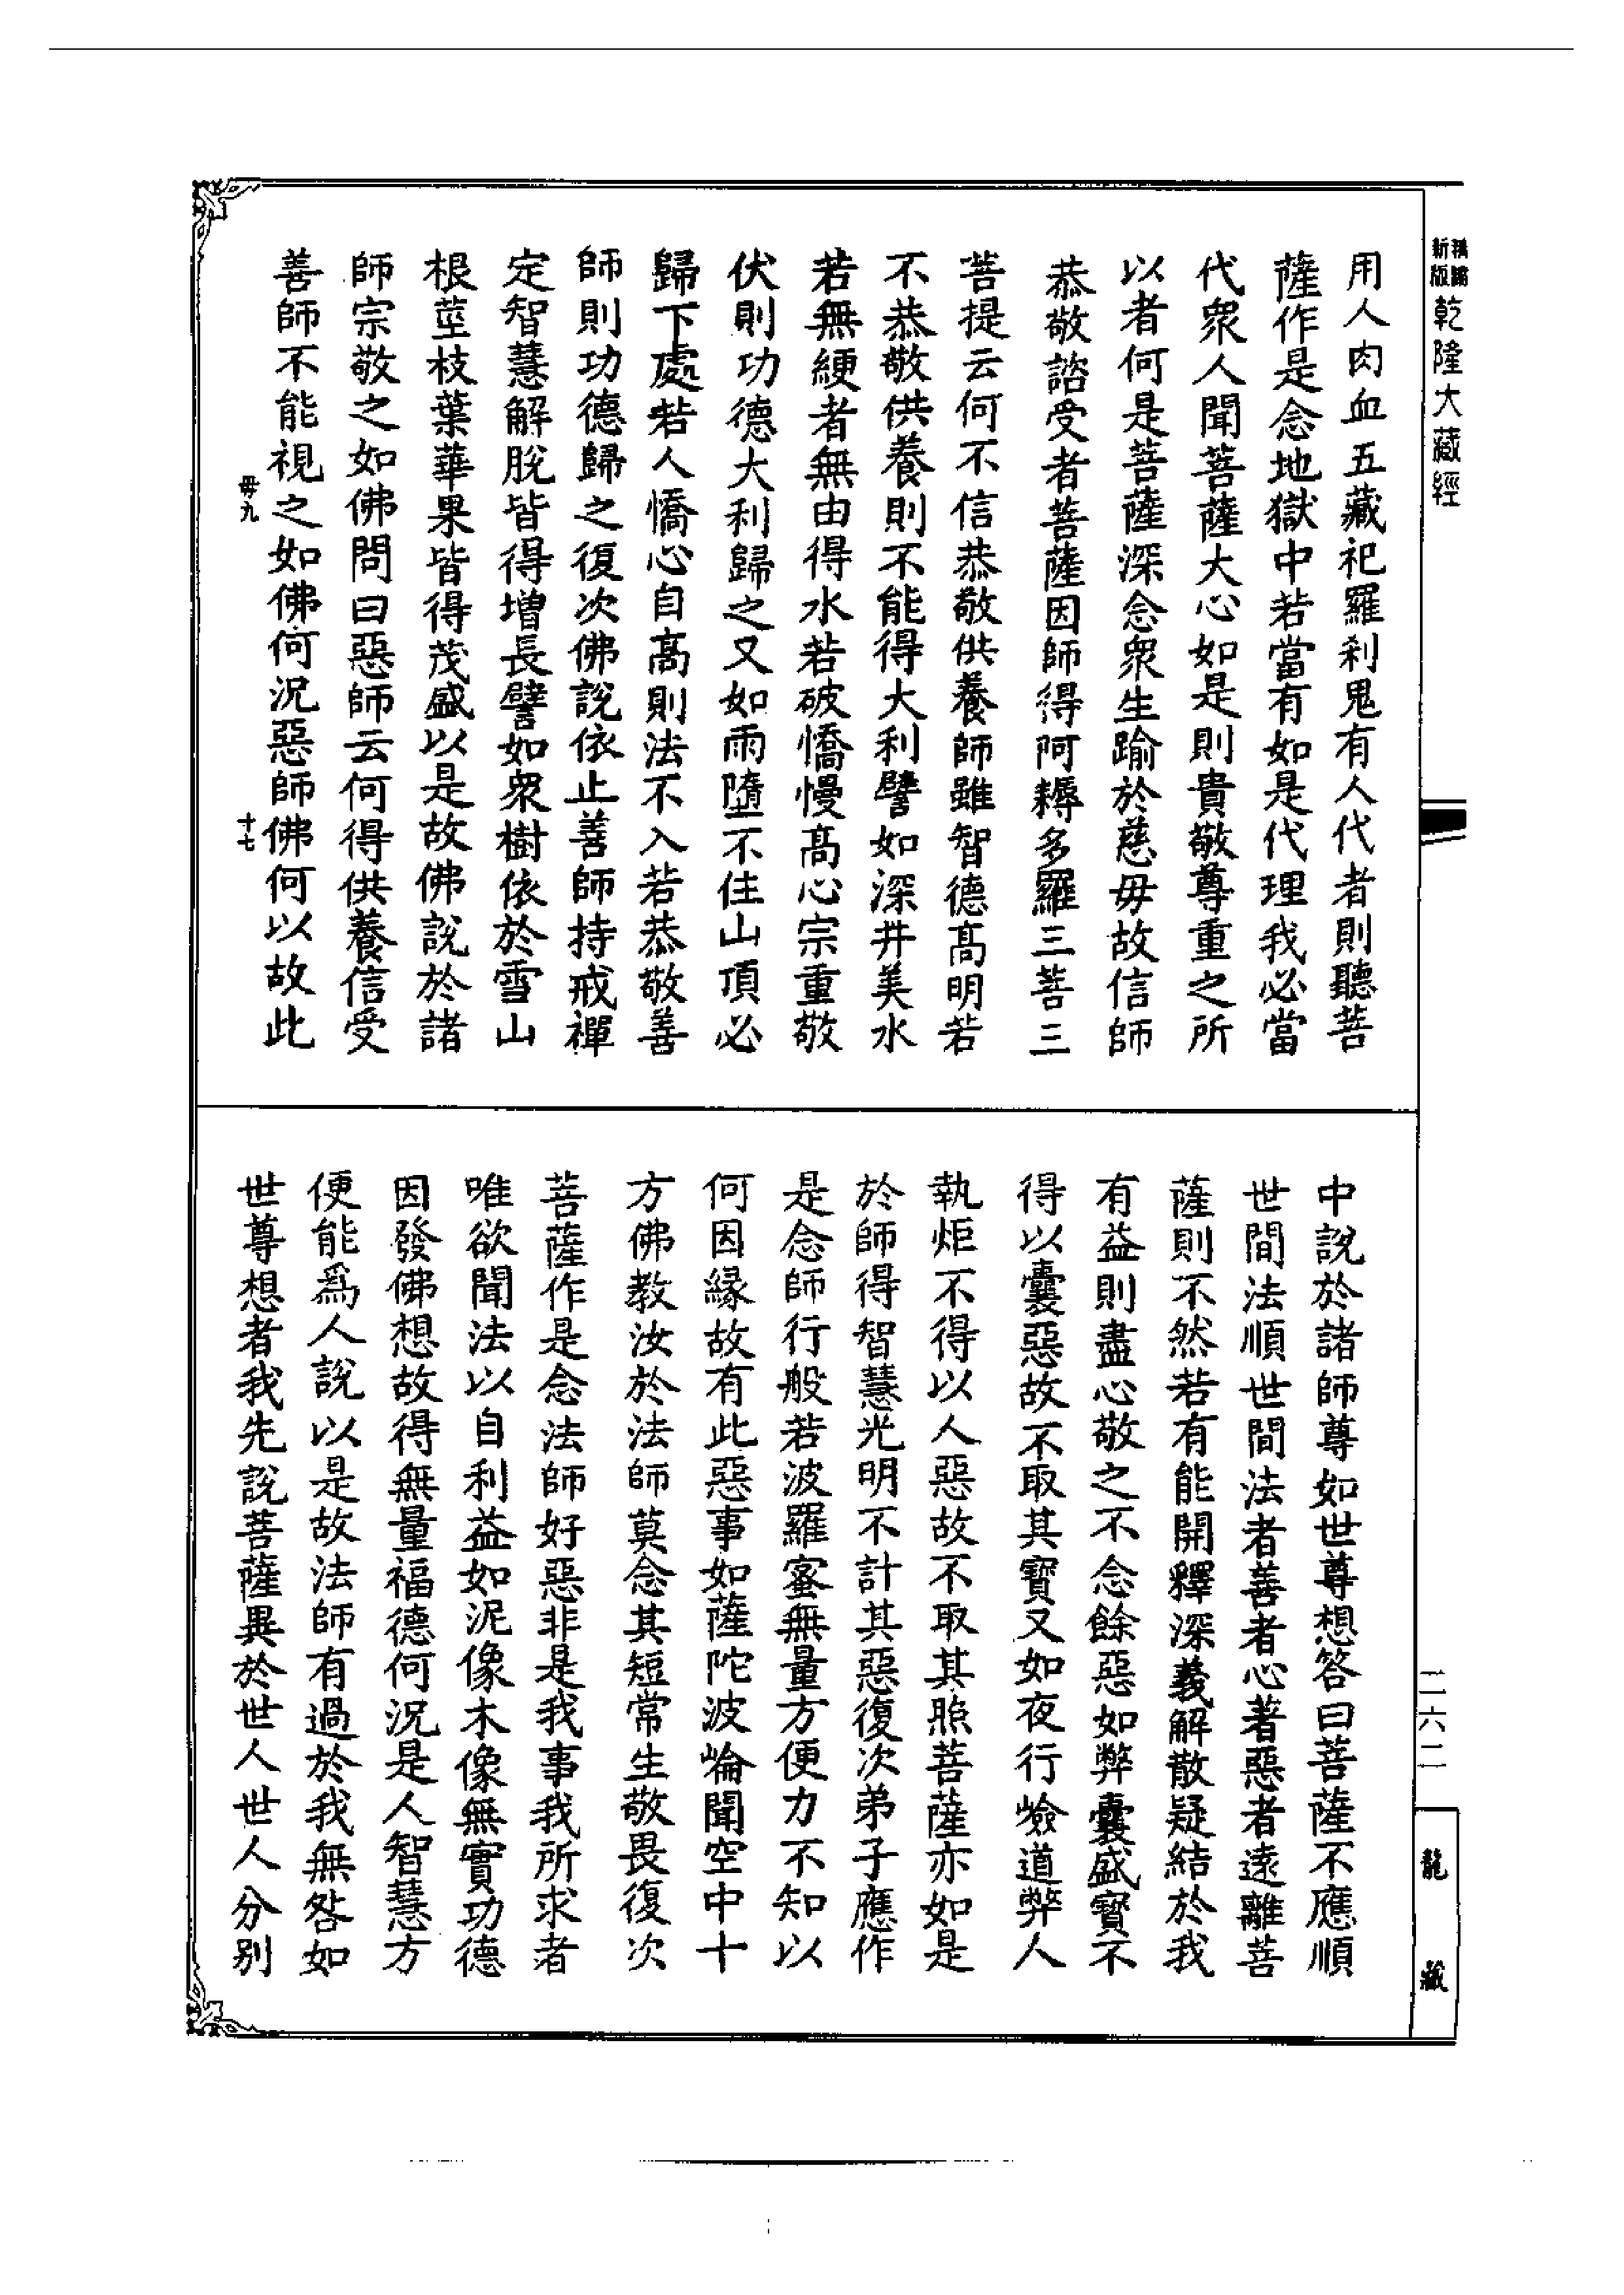 新版
乾隆大藏經
用人肉血五藏祀羅刹鬼有人代者則聽菩
薩作是念地獄中若當有如是代理我必當
代衆人聞菩薩大心如是則貴敬尊重之所
以者何是菩薩深念衆生踰於慈毋故信師
恭敬諮受者菩薩因師得阿耨多羅三菩三
菩提云何不信恭敬供養師雖智德髙明若
不恭敬供養則不能得大利譬如深井美水
若無綆者無由得水若破憍慢髙心宗重敬
伏則功德大利歸之又如雨墮不住山頂必
歸下處若人憍心自髙則法不入若恭敬善
師則功德歸之復次佛說依止善師持戒禪
定智慧解脫皆得增長譬如衆樹依於雪山
根莖枝葉華果皆得茂盛以是故佛說於諸
師宗敬之如佛問曰惡師云何得供養信受
善師不能視之如佛何況惡師佛何以故此
毋九
十七
中說於諸師尊如世尊想答曰菩薩不應順
世間法順世間法者善者心著惡者遠離菩
薩則不然若有能開釋深義解散疑結於我
有益則盡心敬之不念餘惡如弊囊盛寶不
得以囊惡故不取其寶又如夜行嶮道弊人
執炬不得以人惡故不取其照菩薩亦如是
於師得智慧光明不計其惡復次弟子應作
是念師行般若波羅蜜無量方便力不知以
何因緣故有此惡事如薩陀波崙聞空中十
方佛教汝於法師莫念其短常生敬畏復次
菩薩作是念法師好惡非是我事我所求者
唯欲聞法以自利益如泥像木像無實功德
因發佛想故得無量福德何況是人智慧方
便能爲人說以是故法師有過於我無咎如
世尊想者我先說菩薩異於世人世人分別
二六二
龍藏